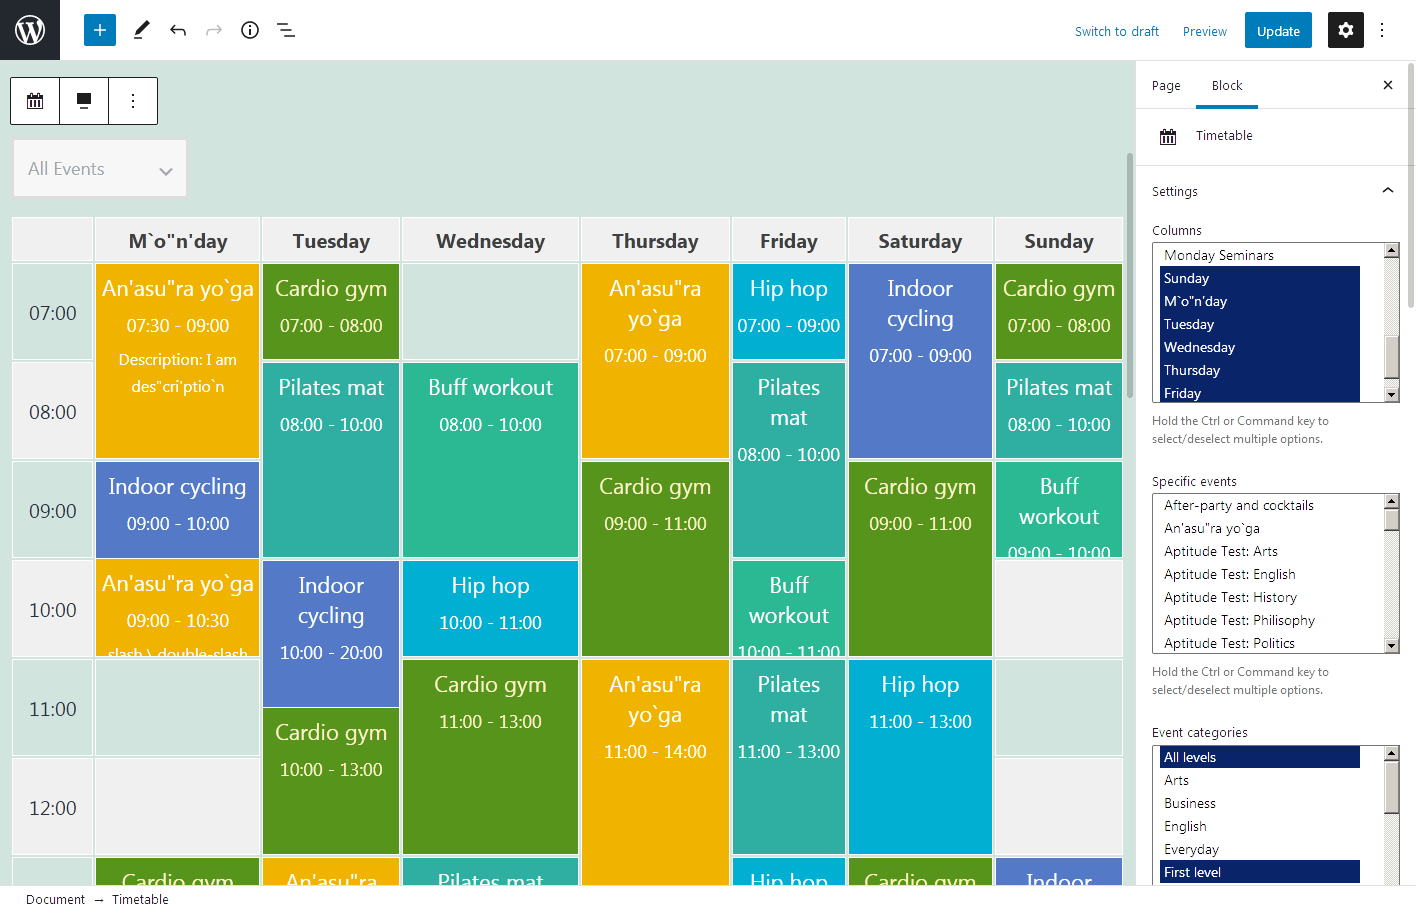 Switch to draft
Preview
Update
All Events
M`o"n'day Tuesday Wednesday Thursday Friday Saturday Sunday
07:00
08:00
09:00
10:00
11:00
12:00
An'asu"ra yo`ga
07:30 - 09:00
Description: I am
des"cri'ptio`n
Indoor cycling
09:00 - 10:00
An'asu"ra yo`ga
09:00 - 10:30
slash \ double-slash
Cardio gym
Cardio gym
07:00 - 08:00
Pilates mat
08:00 - 10:00
Indoor
cycling
10:00 - 20:00
Cardio gym
10:00 - 13:00
An'asu"ra
Buff workout
08:00 - 10:00
Hip hop
10:00 - 11:00
Cardio gym
11:00 - 13:00
Pilates mat
An'asu"ra
yo`ga
07:00 - 09:00
Cardio gym
09:00 - 11:00
An'asu"ra
yo`ga
11:00 - 14:00
Hip hop
07:00 - 09:00
Pilates
mat
08:00 - 10:00
Buff
workout
10:00 - 11:00
Pilates
mat
11:00 - 13:00
Hip hop
Indoor
cycling
07:00 - 09:00
Cardio gym
09:00 - 11:00
Hip hop
11:00 - 13:00
Cardio gym
Cardio gym
07:00 - 08:00
Pilates mat
08:00 - 10:00
Buff
workout
09:00 - 10:00
Indoor
Page
Block
Timetable
Settings
Columns
Monday Seminars
Sunday
M`o"n'day
Tuesday
Wednesday
Thursday
Friday
Hold the Ctrl or Command key to
select/deselect multiple options.
Specific events
After-party and cocktails
An'asu"ra yo`ga
Aptitude Test: Arts
Aptitude Test: English
Aptitude Test: History
Aptitude Test: Philisophy
Aptitude Test: Politics
Hold the Ctrl or Command key to
select/deselect multiple options.
Event categories
All levels
Arts
Business
English
Everyday
First level
Document → Timetable